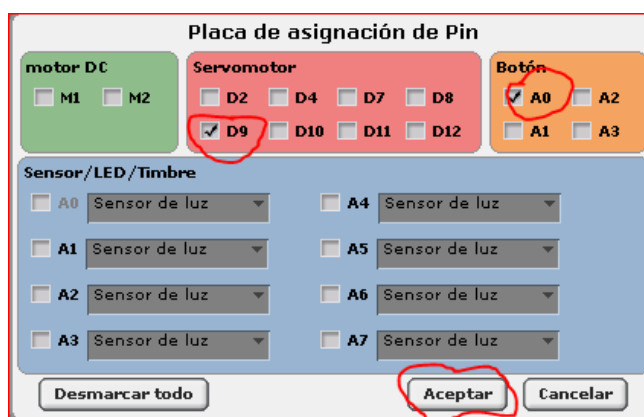 Placa de asignación de Pin
motor DC
M1 M2
Servomotor
D2 D4 D7 D8
D9 D10 D11 D12
Botón
A0 A2
A1 A3
Sensor/LED/Timbre
A0 Sensor de luz A4 Sensor de luz
A1 Sensor de luz A5 Sensor de luz
A2 Sensor de luz A6 Sensor de luz
A3 Sensor de luz A7 Sensor de luz
Desmarcar todo Aceptar Cancelar